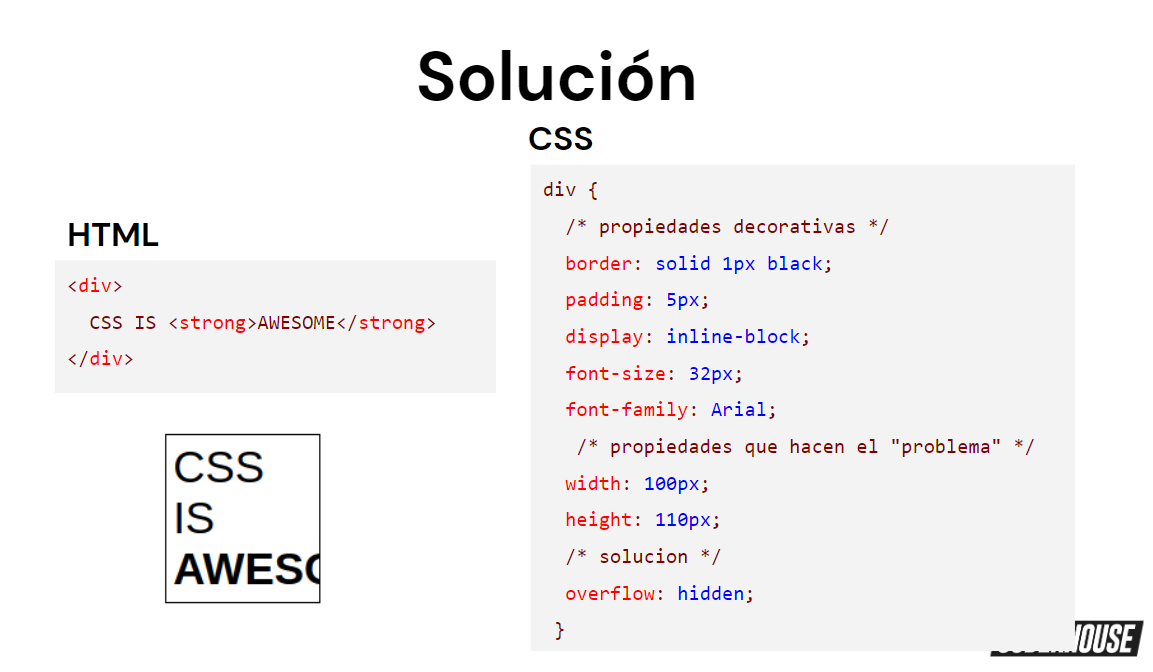 Solución
HTML
<div>
  CSS IS <strong>AWESOME</strong>
</div>
CSS
IS
AWESO
CSS
div {
  /* propiedades decorativas */
  border: solid 1px black;
  padding: 5px;
  display: inline-block;
  font-size: 32px;
  font-family: Arial;
   /* propiedades que hacen el "problema" */
  width: 100px;
  height: 110px;
  /* solucion */
  overflow: hidden;
 }